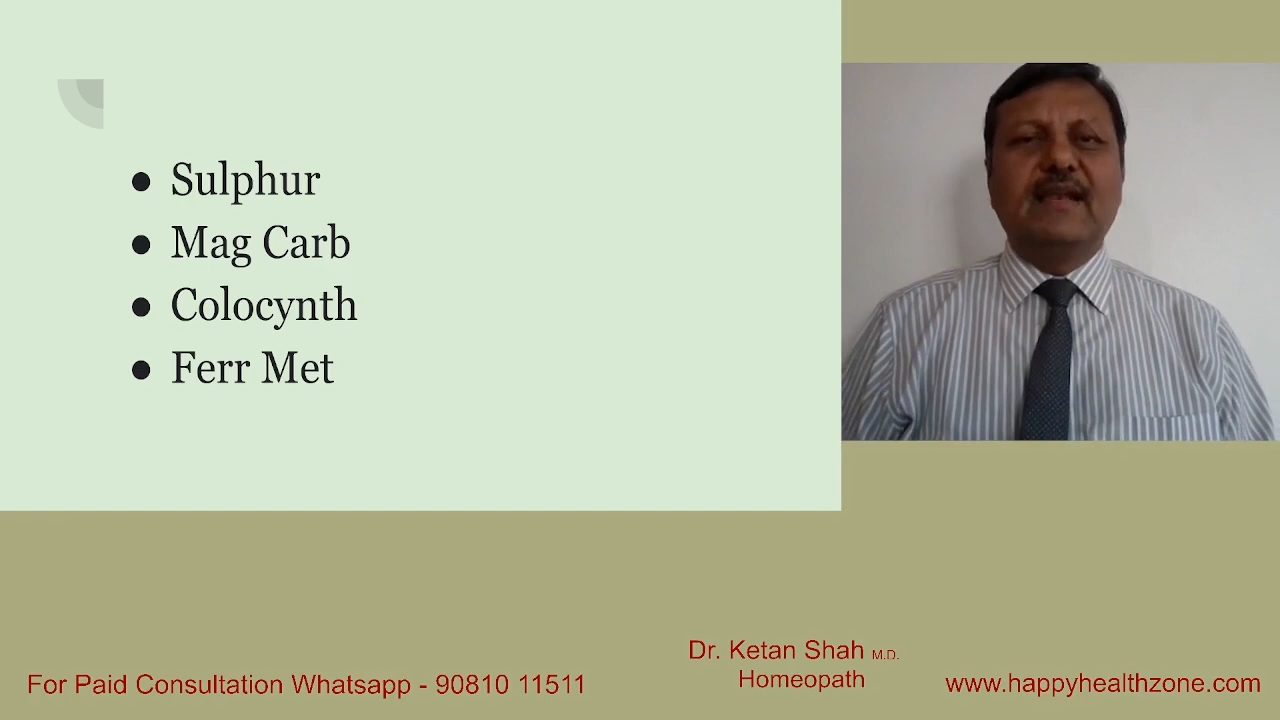 ● Sulphur
● Mag Carb
● Colocynth
● Ferr Met
Dr. Ketan Shah M.D.
Homeopath
For Paid Consultation Whatsapp - 90810 11511
www.happyhealthzone.com